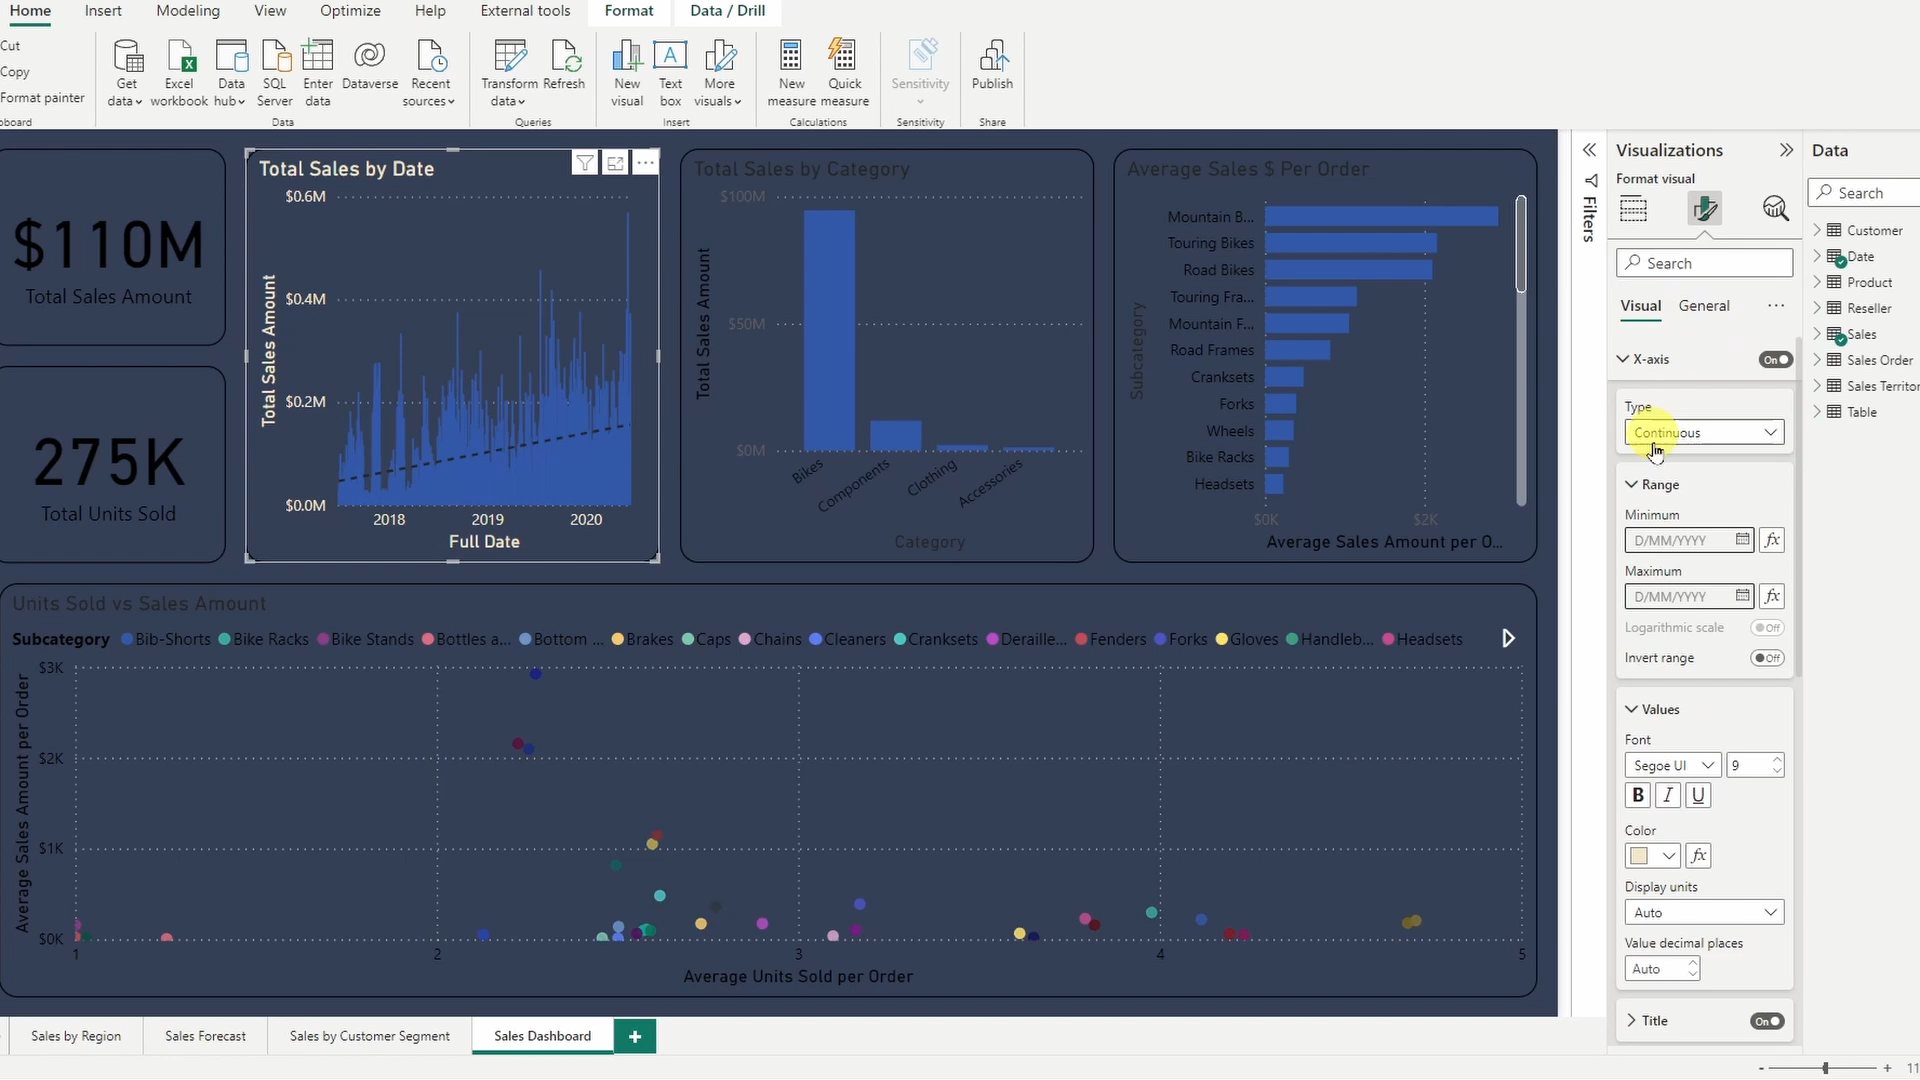 Home Insert Modeling View Optimize Help External tools Format Data / Drill
Cut
Copy
Format painter
Get data
Excel workbook
Data hub
SQL Server
Enter data
Dataverse
Recent sources
Transform data
Refresh
New visual
Text box
More visuals
New measure
Quick measure
Sensitivity
Publish
Data
Queries
Insert
Calculations
Sensitivity
Share
$110M
Total Sales Amount
275K
Total Units Sold
Total Sales by Date
Total Sales Amount
$0.6M
$0.4M
$0.2M
$0.0M
2018 2019 2020
Full Date
Total Sales by Category
Total Sales Amount
$100M
$50M
$0M
Bikes
Components
Clothing
Accessories
Category
Average Sales $ Per Order
Subcategory
Mountain B...
Touring Bikes
Road Bikes
Touring Fra...
Mountain F...
Road Frames
Cranksets
Forks
Wheels
Bike Racks
Headsets
$0K $2K
Average Sales Amount per O...
Units Sold vs Sales Amount
Subcategory Bib-Shorts Bike Racks Bike Stands Bottles a... Bottom ... Brakes Caps Chains Cleaners Cranksets Deraille... Fenders Forks Gloves Handleb... Headsets
Average Sales Amount per Order
$3K
$2K
$1K
$0K
1 2 3 4 5
Average Units Sold per Order
Sales by Region Sales Forecast Sales by Customer Segment Sales Dashboard +
Filters
Visualizations
Format visual
Search
Visual General ...
X-axis On
Type
Continuous
Range
Minimum
D/MM/YYYY fx
Maximum
D/MM/YYYY fx
Logarithmic scale Off
Invert range Off
Values
Font
Segoe UI 9
B I U
Color
fx
Display units
Auto
Value decimal places
Auto
Title On
Data
Search
Customer
Date
Product
Reseller
Sales
Sales Order
Table
- + 11